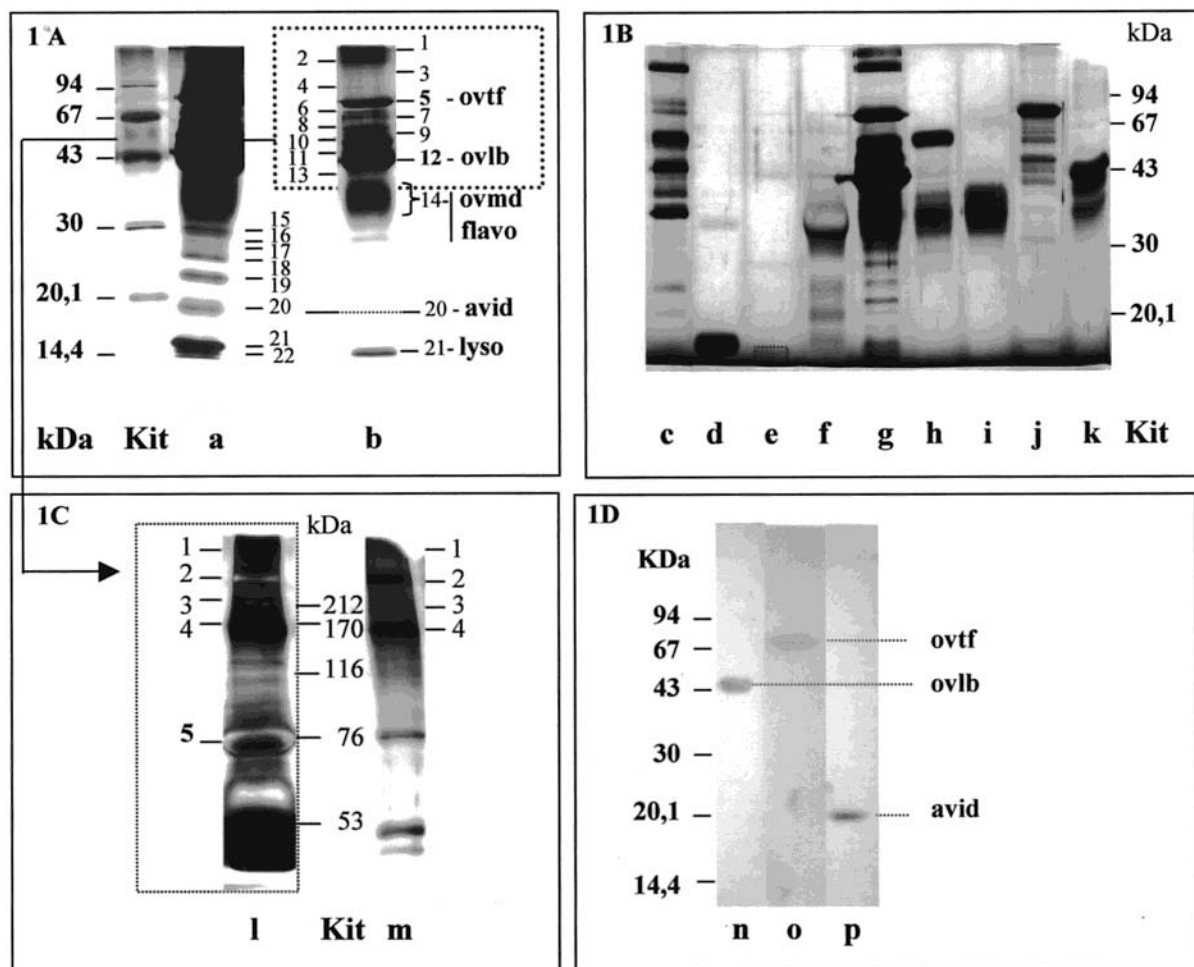 1 A
94
67
43
30
20,1
14,4
kDa Kit a b
15
16
17
18
19
20
21
22
2
4
6
8
10
11
13
1
3
5 - ovtf
7
9
12 - ovlb
14- ovmd
flavo
20 - avid
21- lyso
1B
kDa
94
67
43
30
20,1
c d e f g h i j k Kit
1C
kDa
1
2
3
4
5
212
170
116
76
53
1
2
3
4
l Kit m
1D
KDa
94
67
43
30
20,1
14,4
ovtf
ovlb
avid
n o p